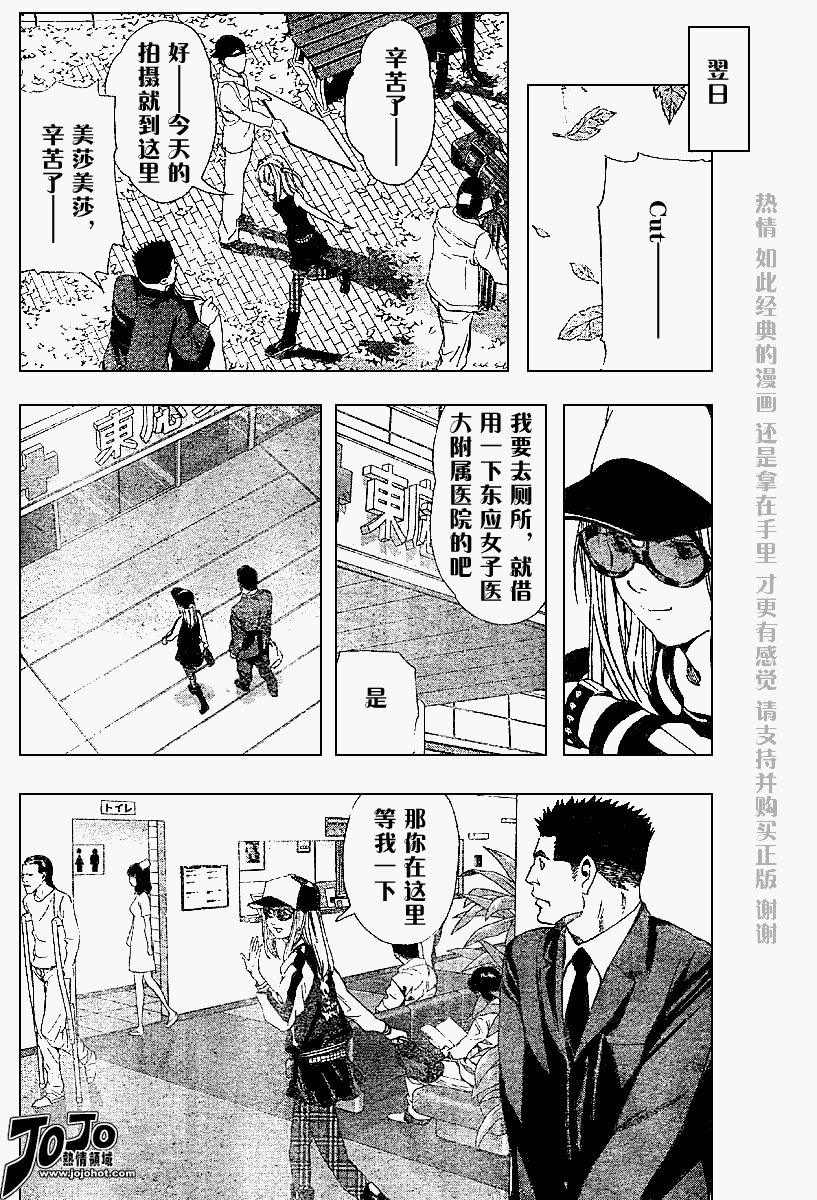 翌日
Cut——
辛苦了——
好——今天的
拍摄就到这里
美莎美莎，
辛苦了——
我要去厕所，就借
用一下东应女子医
大附属医院的吧
東應
是
東應
トイレ
那你在这里
等我一下
热情 如此经典的漫画 还是拿在手里 才更有感觉 请支持并购买正版 谢谢
JOJO
熱情領域
www.jojohot.com